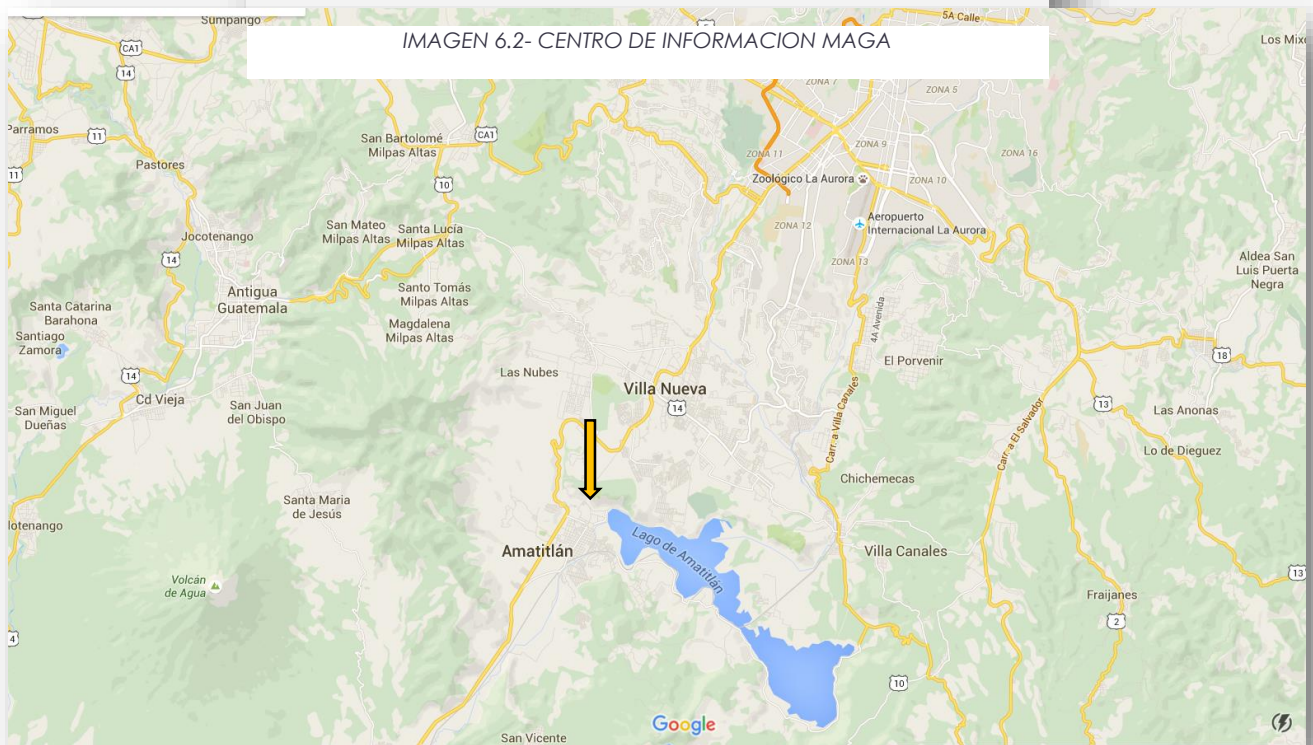 IMAGEN 6.2- CENTRO DE INFORMACION MAGA
Sumpango
5A Calle
CA1
14
Los Mix
ZONA 7
ZONA 5
Parramos
11
San Bartolomé
Milpas Altas
CA1
ZONA 9
ZONA 11
ZONA 16
11
Pastores
10
Zoológico La Aurora
ZONA 10
Aeropuerto
Internacional La Aurora
ZONA 12
San Mateo
Milpas Altas
Santa Lucía
Milpas Altas
Jocotenango
14
ZONA 13
Aldea San
Luis Puerta
Negra
Antigua
Guatemala
Santo Tomás
Milpas Altas
Santa Catarina
Barahona
Santiago
Zamora
Magdalena
Milpas Altas
4A Avenida
El Porvenir
18
14
Las Nubes
Villa Nueva
14
Cd Vieja
San Juan
del Obispo
San Miguel
Dueñas
13
Las Anonas
Carr. a Villa Canales
Carr. a El Salvador
Lo de Dieguez
Chichemecas
Santa Maria
de Jesús
lotenango
Amatitlán
Lago de Amatitlán
Villa Canales
Volcán
de Agua
13
Fraijanes
2
4
10
Google
San Vicente